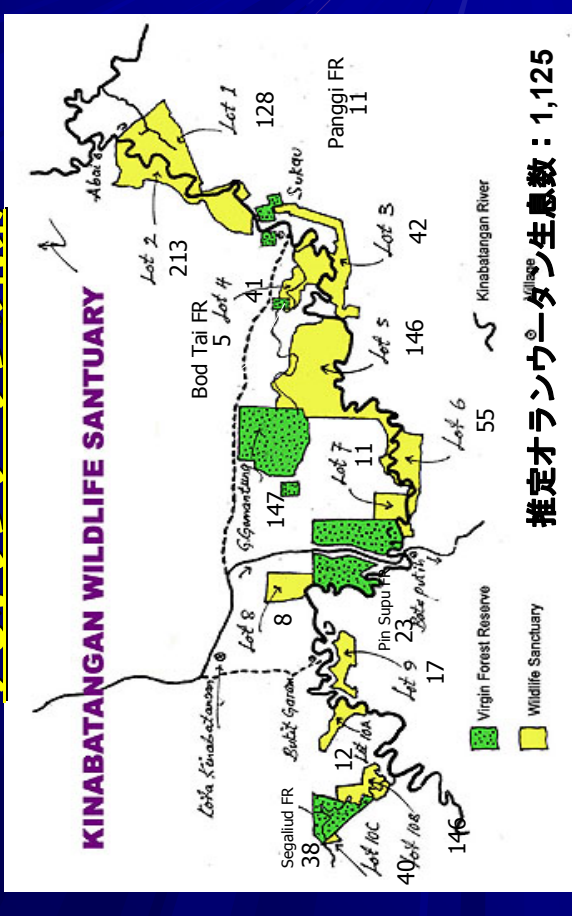 KINABATANGAN WILDLIFE SANTUARY
Abai
Lot 1
128
Lot 2
213
Panggi FR
11
Sukau
Lot 3
42
Lot 4
41
Bod Tai FR
5
Lot 5
146
Lot 6
55
G.Gomantong
147
Lot 7
11
Pin Supu FR
23
Batu putih
Lot 8
8
Kota Kinabatangan
Bukit Garam
Lot 9
17
Lot 10A
12
Lot 10B
146
Lot 10C
40
Segaliud FR
38
Virgin Forest Reserve
Wildlife Sanctuary
Kinabatangan River
Village
推定オランウータン生息数：1,125